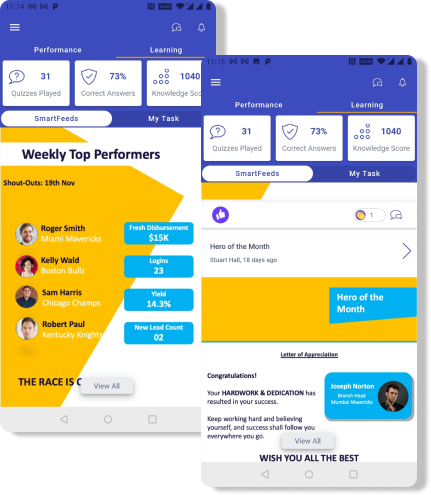 11:14
Performance
Learning
31
Quizzes Played
73%
Correct Answers
1040
Knowledge Sco
SmartFeeds
My Task
Weekly Top Performers
Shout-Outs: 19th Nov
Roger Smith
Miami Mavericks
Fresh Disbursement
$15K
Kelly Wald
Boston Bulls
Logins
23
Sam Harris
Chicago Champs
Yield
14.3%
Robert Paul
Kentucky Knights
New Lead Count
02
THE RACE IS
View All
11:15
Performance
Learning
31
Quizzes Played
73%
Correct Answers
1040
Knowledge Score
SmartFeeds
My Task
1
Hero of the Month
Stuart Hall, 18 days ago
Hero of the
Month
Letter of Appreciation
Congratulations!
Your HARDWORK & DEDICATION has
resulted in your success.
Keep working hard and believing
yourself, and success shall follow you
everywhere you go.
Joseph Norton
Branch Head
Mumbai Mavericks
View All
WISH YOU ALL THE BEST